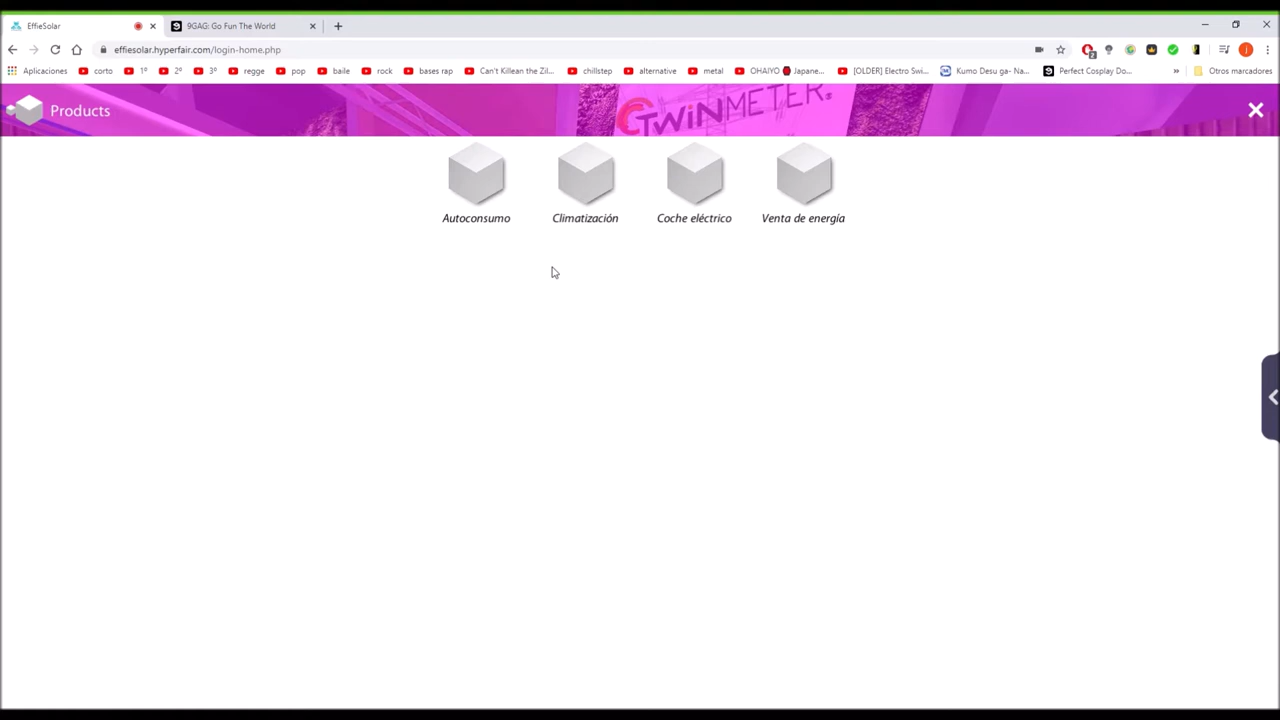 EffieSolar
9GAG: Go Fun The World
effiesolar.hyperfair.com/login-home.php
Aplicaciones corto 1º 2º 3º regge pop baile rock bases rap Can't Killean the Zil... chillstep alternative metal OHAIYO Japane... [OLDER] Electro Swi... Kumo Desu ga- Na... Perfect Cosplay Do... » Otros marcadores
Products
TWINMETER
Autoconsumo Climatización Coche eléctrico Venta de energía